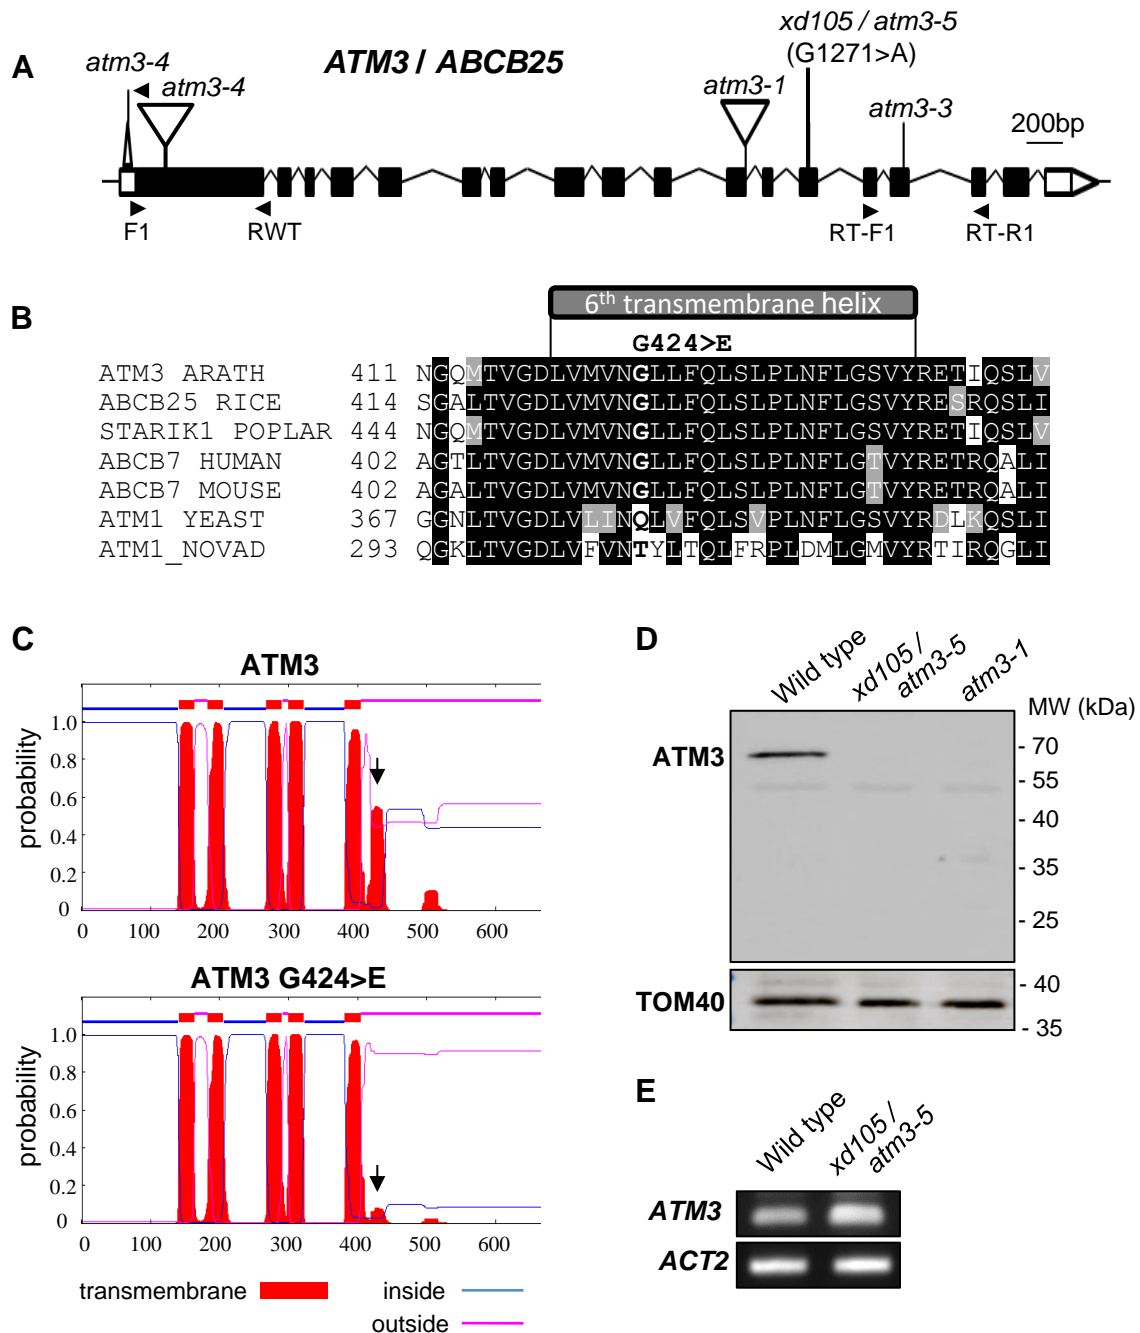 A
ATM3 / ABCB25
xd105 / atm3-5
(G1271>A)
atm3-4
atm3-4
atm3-1
atm3-3
200bp
F1
RWT
RT-F1
RT-R1
B
6th transmembrane helix
G424>E
ATM3 ARATH 411 NGQMTVGDLVMVNGLLFQLSLPLNFLGSVYRETIQSLV
ABCB25 RICE 414 SGALTVGDLVMVNGLLFQLSLPLNFLGSVYRESRQSLI
STARIK1 POPLAR 444 NGQMTVGDLVMVNGLLFQLSLPLNFLGSVYRETIQSLV
ABCB7 HUMAN 402 AGTLTVGDLVMVNGLLFQLSLPLNFLGTVYRETRQALI
ABCB7 MOUSE 402 AGALTVGDLVMVNGLLFQLSLPLNFLGTVYRETRQALI
ATM1 YEAST 367 GGNLTVGDLVLINQLVFQLSVPLNFLGSVYRDLKQSLI
ATM1_NOVAD 293 QGKLTVGDLVFVNTYLTQLFRPLDMLGMVYRTIRQGLI
C
ATM3
probability
1.0
0.8
0.6
0.4
0.2
0
0 100 200 300 400 500 600
ATM3 G424>E
probability
1.0
0.8
0.6
0.4
0.2
0
0 100 200 300 400 500 600
transmembrane
inside
outside
D
Wild type
xd105 /
atm3-5
atm3-1
MW (kDa)
ATM3
- 70
- 55
- 40
- 35
- 25
TOM40
- 40
- 35
E
Wild type
xd105 /
atm3-5
ATM3
ACT2